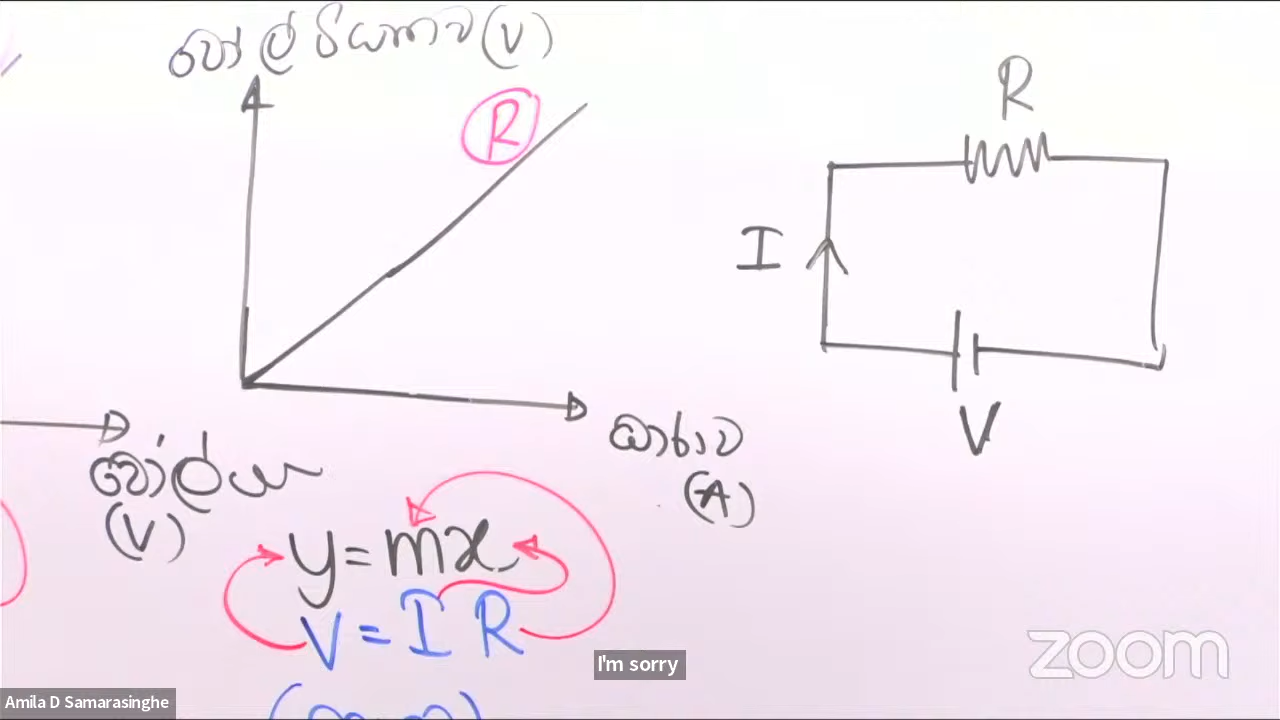 වෝල්ටීයතාව (V)
R
ධාරාව
(A)
(V)
y = mx
V = I R
R
I
V
I'm sorry
zoom
Amila D Samarasinghe